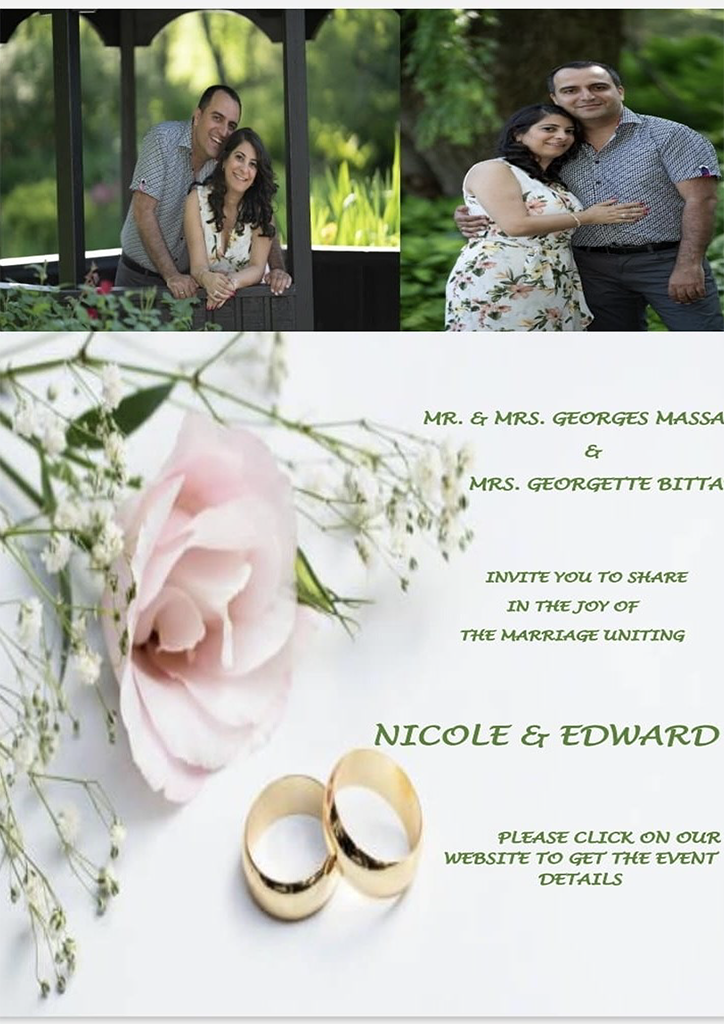 MR. & MRS. GEORGES MASSA
&
MRS. GEORGETTE BITTA
INVITE YOU TO SHARE
IN THE JOY OF
THE MARRIAGE UNITING
NICOLE & EDWARD
PLEASE CLICK ON OUR
WEBSITE TO GET THE EVENT
DETAILS